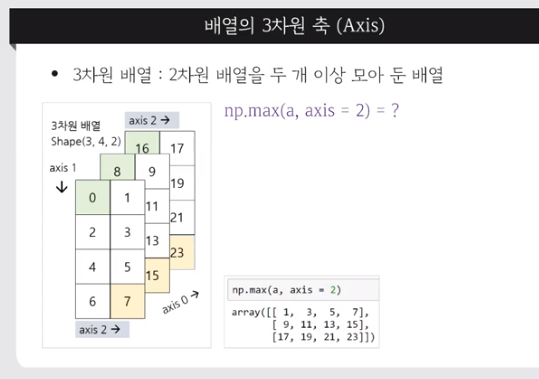 배열의 3차원 축 (Axis)
• 3차원 배열 : 2차원 배열을 두 개 이상 모아 둔 배열
np.max(a, axis = 2) = ?
3차원 배열
Shape(3, 4, 2)
axis 2 →
axis 1
↓
16 17
8 9
19
0 1
11
21
2 3
13
23
4 5
15
6 7
axis 0 →
axis 2 →
np.max(a, axis = 2)
array([[ 1, 3, 5, 7],
[ 9, 11, 13, 15],
[17, 19, 21, 23]])